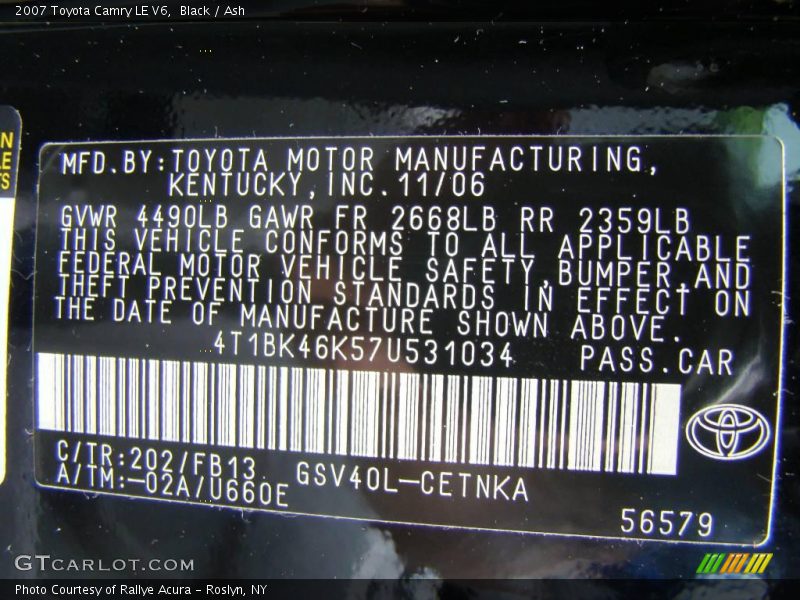 2007 Toyota Camry LE V6, Black / Ash
N
LE
TS
MFD.BY:TOYOTA MOTOR MANUFACTURING,
KENTUCKY,INC.11/06
GVWR 4490LB GAWR FR 2668LB RR 2359LB
THIS VEHICLE CONFORMS TO ALL APPLICABLE
FEDERAL MOTOR VEHICLE SAFETY,BUMPER,AND
THEFT PREVENTION STANDARDS IN EFFECT ON
THE DATE OF MANUFACTURE SHOWN ABOVE.
4T1BK46K57U531034 PASS.CAR
C/TR:202/FB13
A/TM:-02A/U660E
GSV40L-CETNKA
56579
GTCARLOT.COM
Photo Courtesy of Rallye Acura - Roslyn, NY